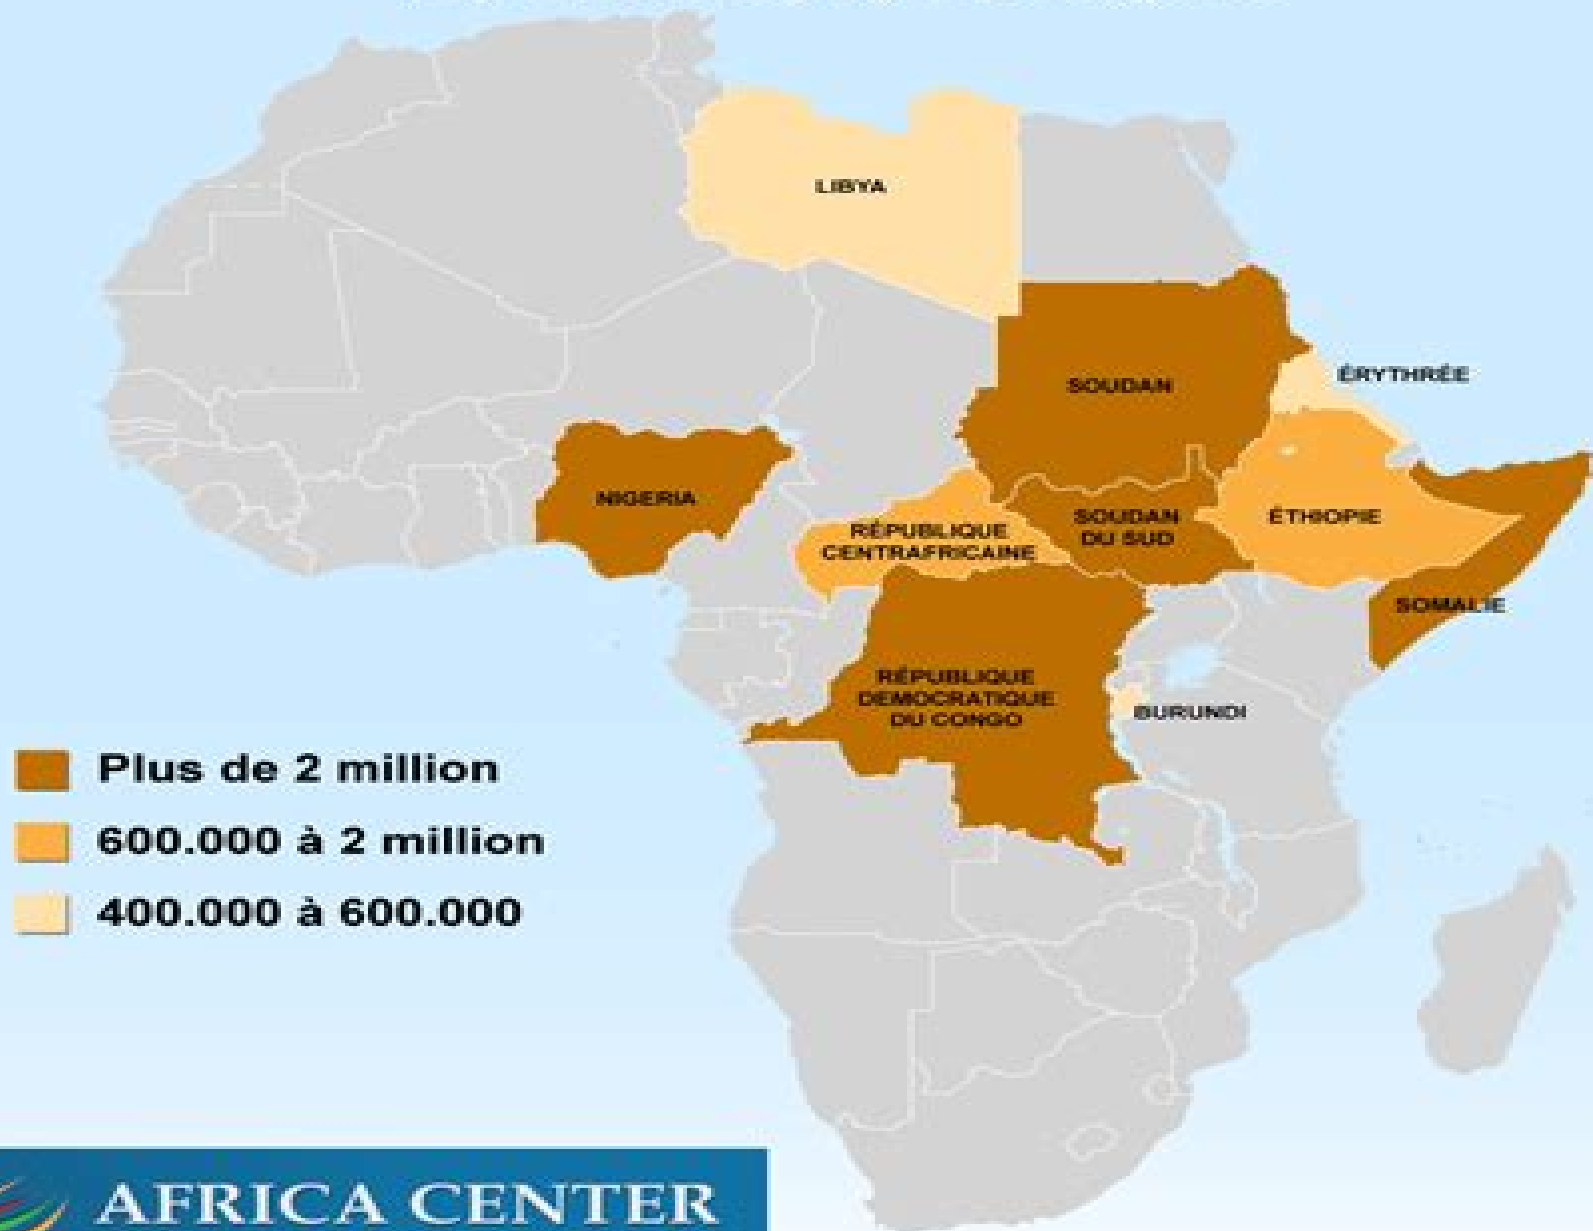 LIBYA
SOUDAN
ÉRYTHRÉE
NIGERIA
RÉPUBLIQUE
CENTRAFRICAINE
SOUDAN
DU SUD
ÉTHIOPIE
SOMALIE
RÉPUBLIQUE
DEMOCRATIQUE
DU CONGO
BURUNDI
Plus de 2 million
600.000 à 2 million
400.000 à 600.000
AFRICA CENTER